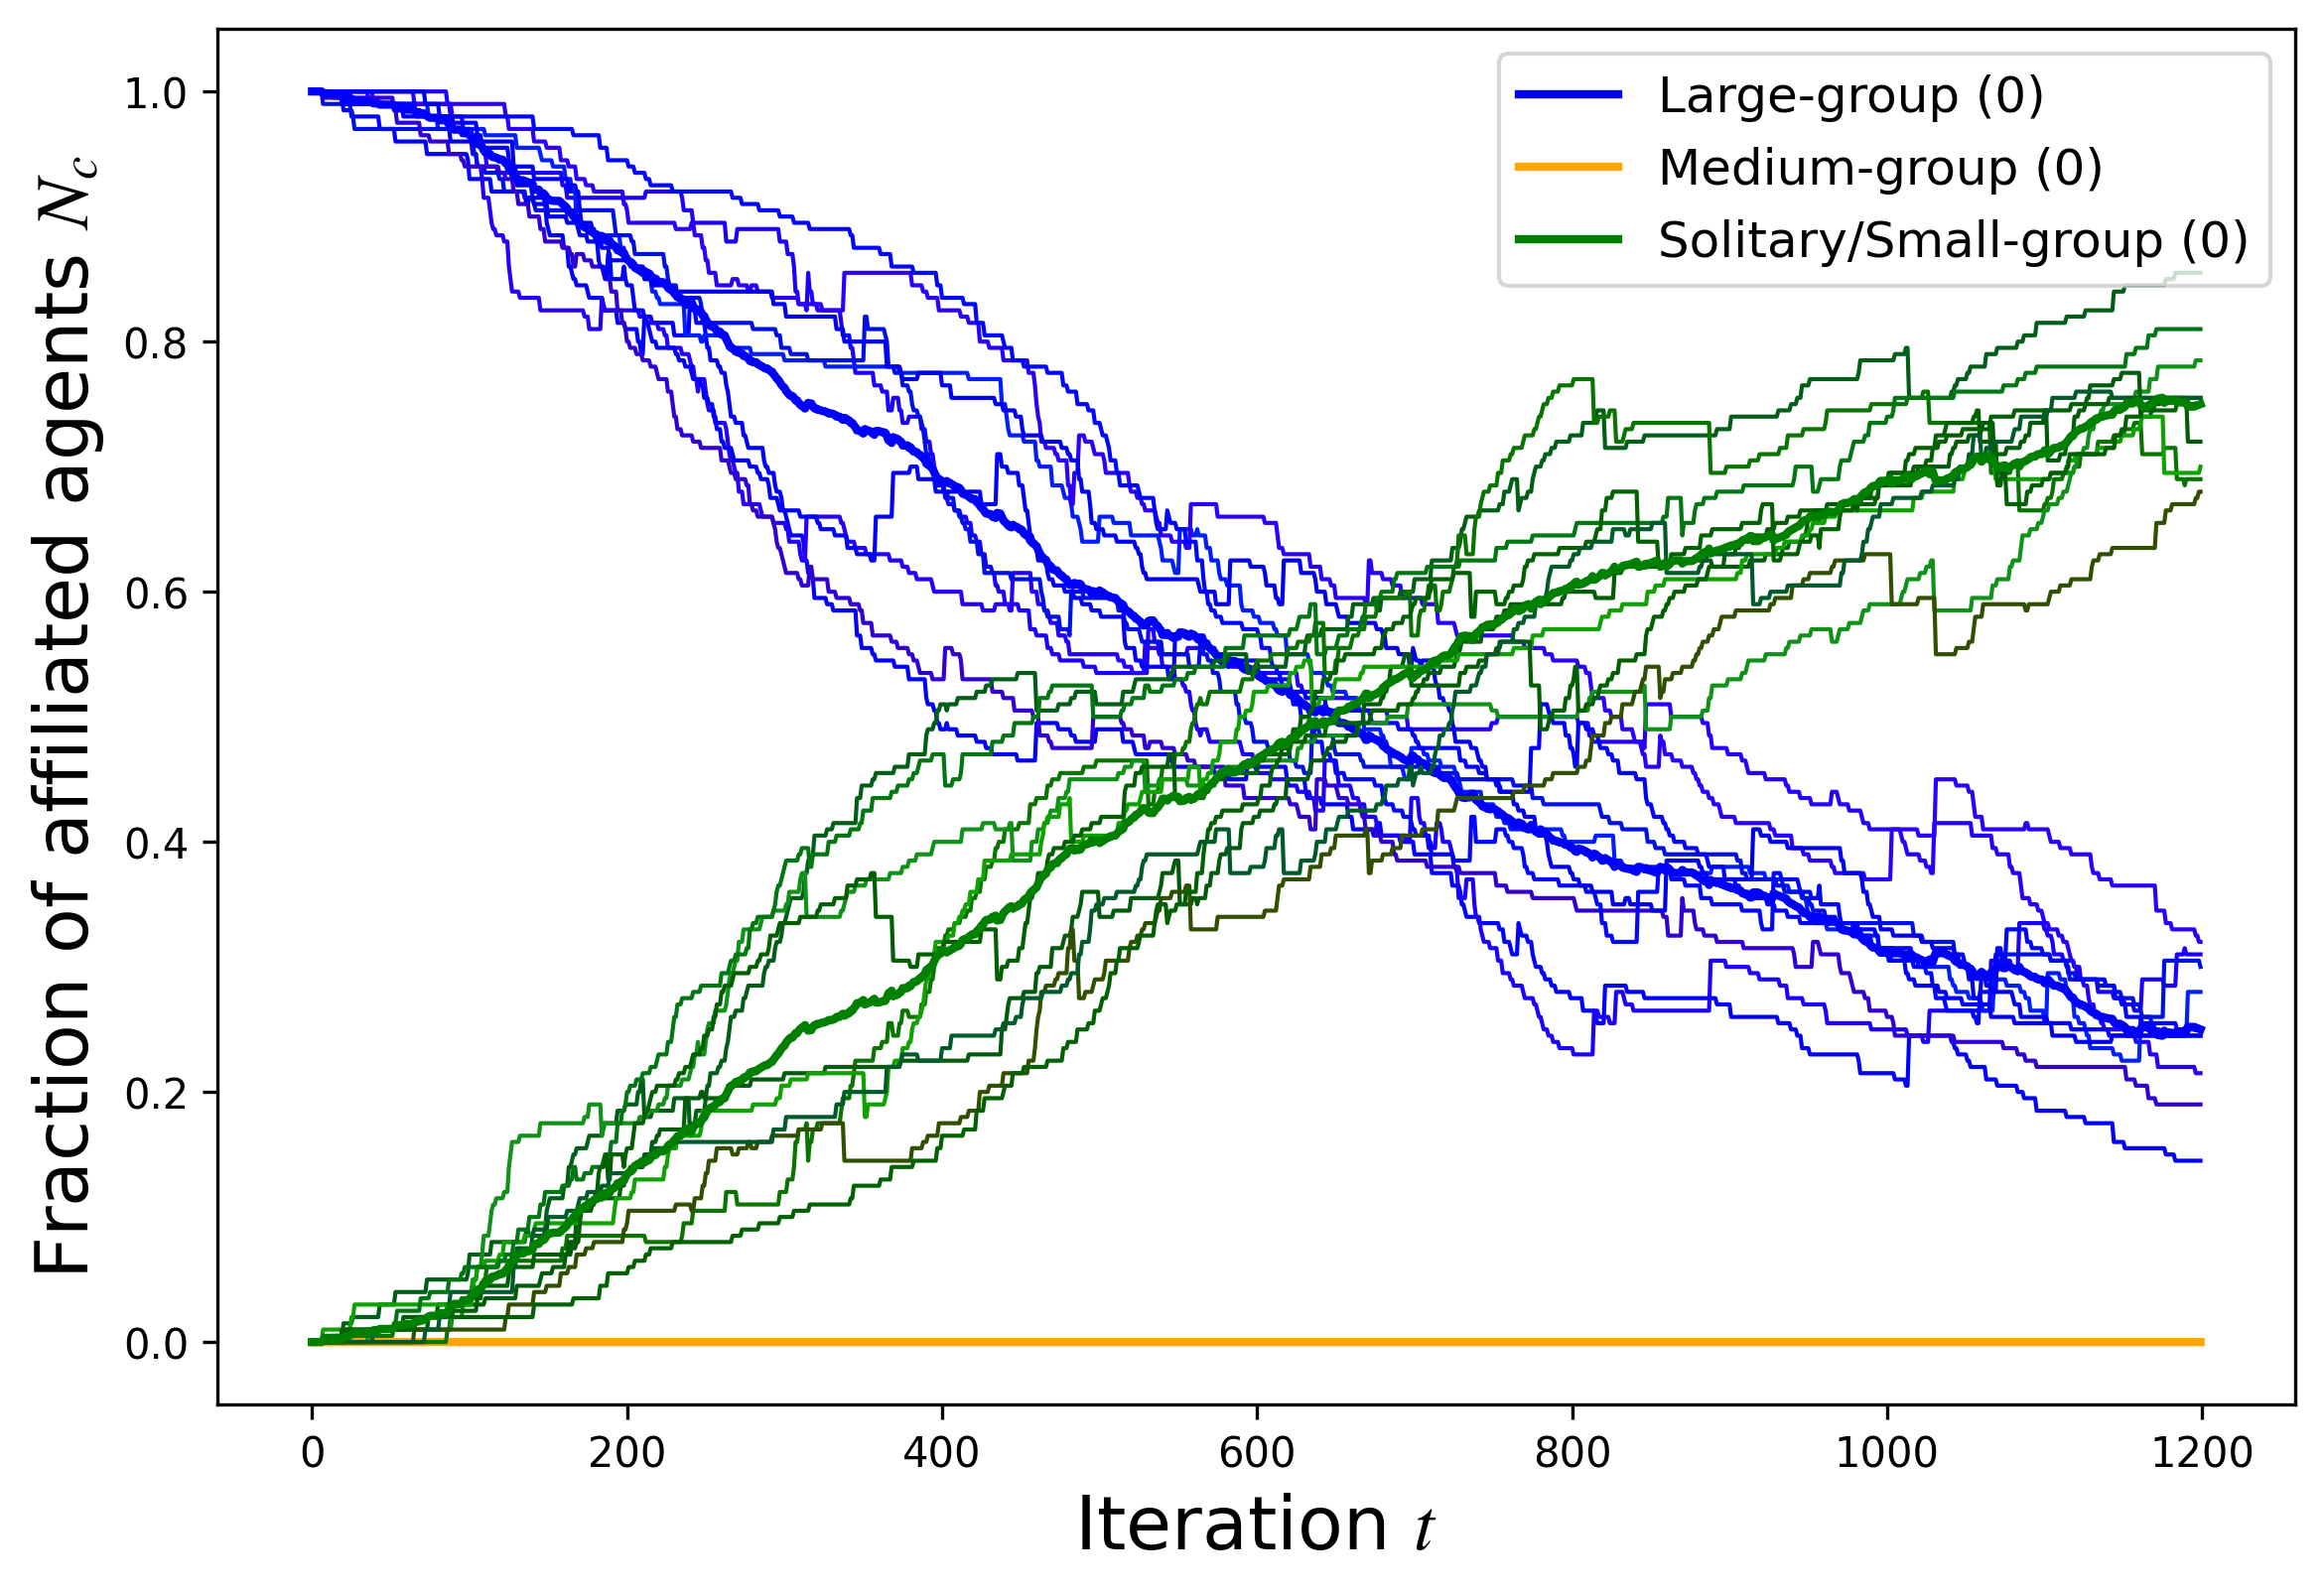 Fraction of affiliated agents N_c
1.0
0.8
0.6
0.4
0.2
0.0
Large-group (0)
Medium-group (0)
Solitary/Small-group (0)
0 200 400 600 800 1000 1200
Iteration t